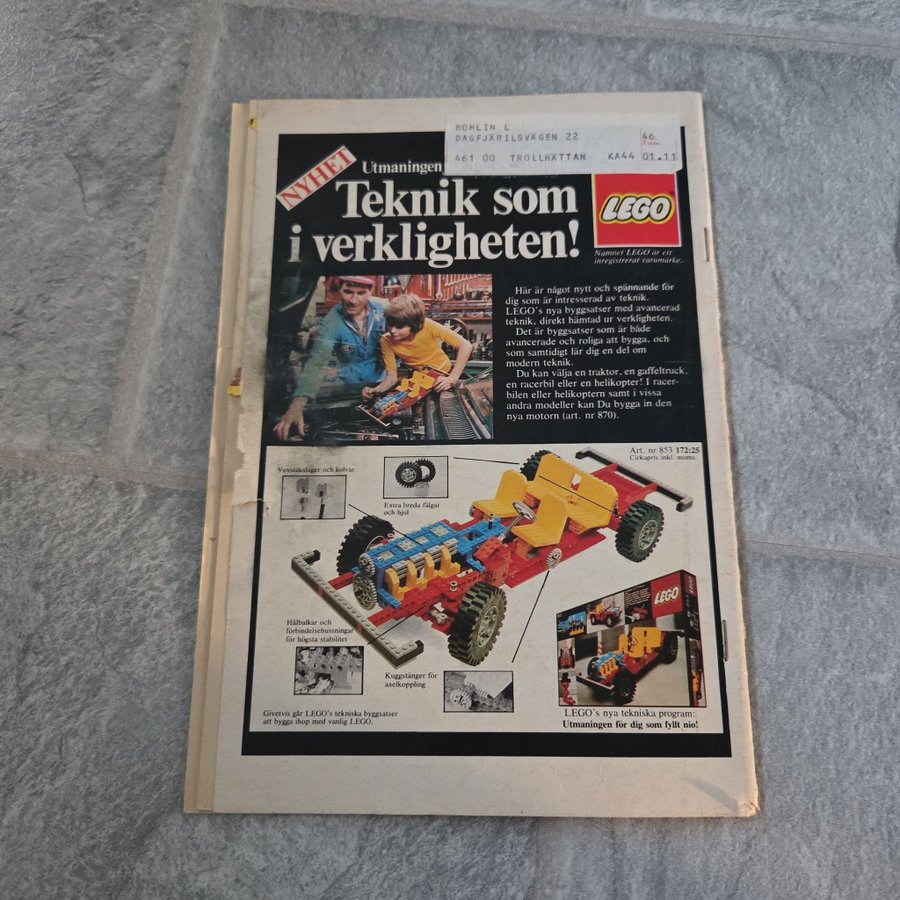 BOHLIN L
DAGFJÄRILSVÄGEN 22
46
461 00 TROLLHÄTTAN KA44 01.11
NYHET
Utmaningen
Teknik som
i verkligheten!
LEGO
Namnet LEGO är ett
inregistrerat varumärke.
Här är något nytt och spännande för
dig som är intresserad av teknik.
LEGO's nya byggsatser med avancerad
teknik, direkt hämtad ur verkligheten.
Det är byggsatser som är både
avancerade och roliga att bygga, och
som samtidigt lär dig en del om
modern teknik.
Du kan välja en traktor, en gaffeltruck,
en racerbil eller en helikopter! I racer-
bilen eller helikoptern samt i vissa
andra modeller kan Du bygga in den
nya motorn (art. nr 870).
Art. nr 853 172:25
Cirkapris inkl. moms.
Vevstakslager och kolvar
Extra breda fälgar
och hjul
Hålbalkar och
förbindelsebussningar
för högsta stabilitet
Kuggstänger för
axelkoppling
LEGO
Givetvis går LEGO's tekniska byggsatser
att bygga ihop med vanlig LEGO.
LEGO's nya tekniska program:
Utmaningen för dig som fyllt nio!